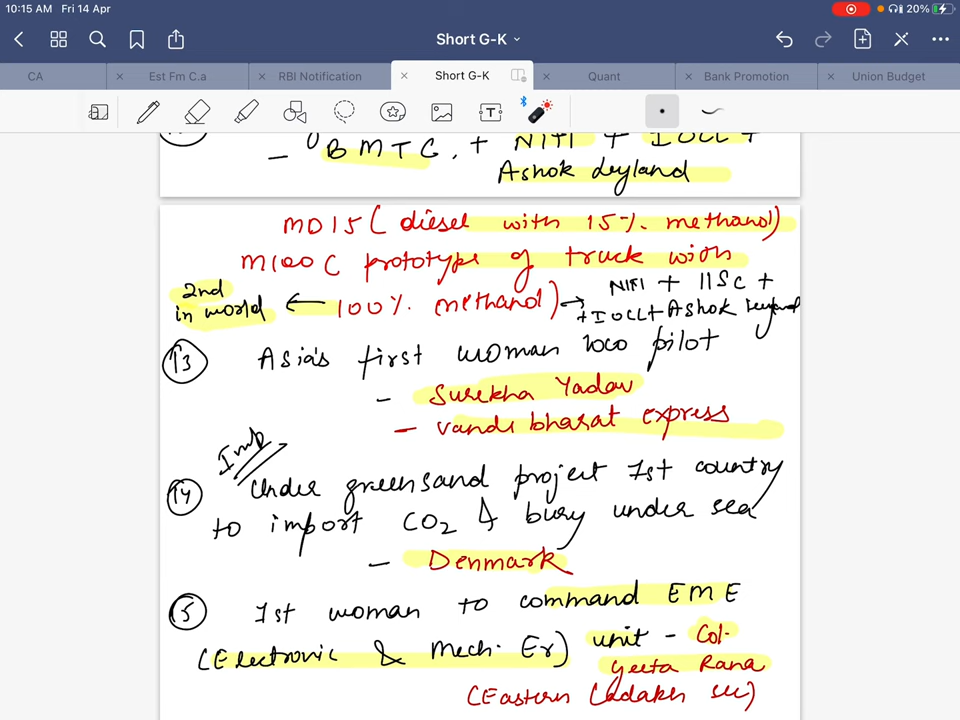 10:15 AM Fri 14 Apr
20%
Short G-K
CA
Est Fm C.a
RBI Notification
Short G-K
Quant
Bank Promotion
Union Budget
- BMTC. + NITI + IOCL +
Ashok Leyland
MD15 (diesel with 15% methanol)
M100 ( prototype of truck with
2nd in world ← 100% methanol) → NITI + IISc +
+ IOCL + Ashok Leyland
13 Asia's first woman loco pilot
- Surekha Yadav
- Vande bharat express
Imp
14 Under greensand project 1st country
to import CO2 & bury under sea
- Denmark
15 1st woman to command EME
(Electronic & Mech. Er) unit - Col.
Geeta Rana
(Eastern Ladakh sec)